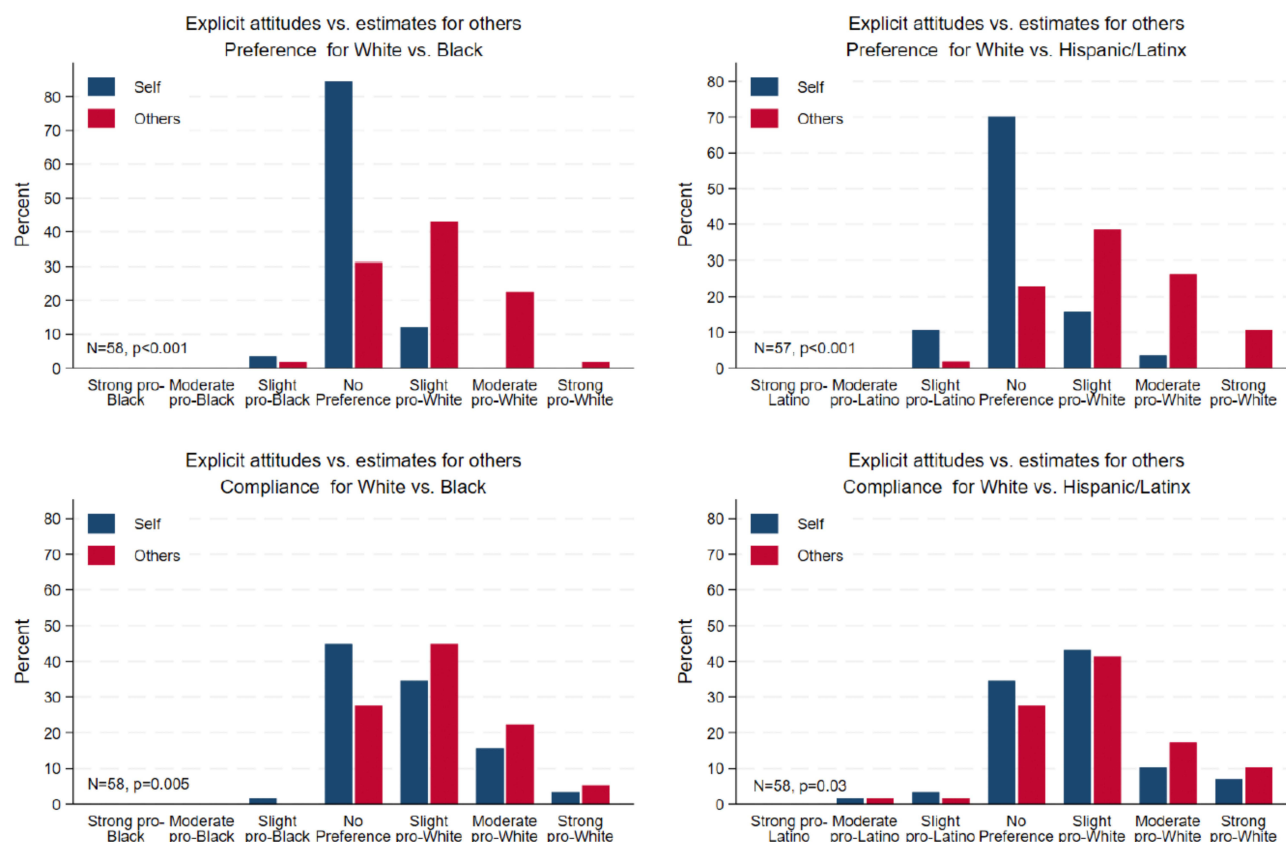 Explicit attitudes vs. estimates for others
Preference for White vs. Black
Self
Others
80
70
60
50
40
30
20
10
0
Percent
N=58, p<0.001
Strong pro-Black
Moderate pro-Black
Slight pro-Black
No Preference
Slight pro-White
Moderate pro-White
Strong pro-White
Explicit attitudes vs. estimates for others
Preference for White vs. Hispanic/Latinx
Self
Others
80
70
60
50
40
30
20
10
0
Percent
N=57, p<0.001
Strong pro-Latino
Moderate pro-Latino
Slight pro-Latino
No Preference
Slight pro-White
Moderate pro-White
Strong pro-White
Explicit attitudes vs. estimates for others
Compliance for White vs. Black
Self
Others
80
70
60
50
40
30
20
10
0
Percent
N=58, p=0.005
Strong pro-Black
Moderate pro-Black
Slight pro-Black
No Preference
Slight pro-White
Moderate pro-White
Strong pro-White
Explicit attitudes vs. estimates for others
Compliance for White vs. Hispanic/Latinx
Self
Others
80
70
60
50
40
30
20
10
0
Percent
N=58, p=0.03
Strong pro-Latino
Moderate pro-Latino
Slight pro-Latino
No Preference
Slight pro-White
Moderate pro-White
Strong pro-White